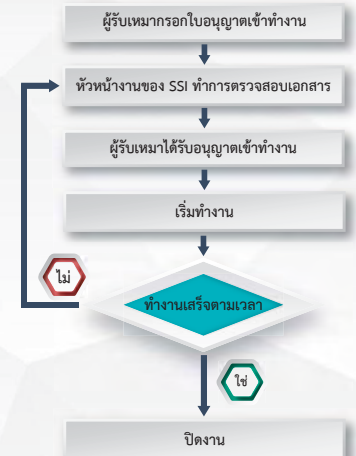 ผู้รับเหมากรอกใบอนุญาตเข้าทำงาน
หัวหน้างานของ SSI ทำการตรวจสอบเอกสาร
ผู้รับเหมาได้รับอนุญาตเข้าทำงาน
เริ่มทำงาน
ไม่
ทำงานเสร็จตามเวลา
ใช่
ปิดงาน